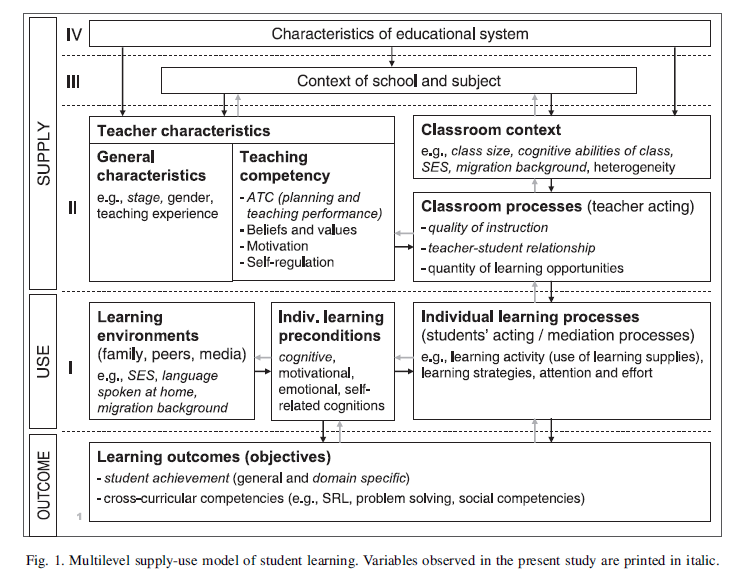 IV
Characteristics of educational system
III
Context of school and subject
SUPPLY
II
Teacher characteristics
General
characteristics
e.g., stage, gender,
teaching experience
Teaching
competency
- ATC (planning and
teaching performance)
- Beliefs and values
- Motivation
- Self-regulation
Classroom context
e.g., class size, cognitive abilities of class,
SES, migration background, heterogeneity
Classroom processes (teacher acting)
- quality of instruction
- teacher-student relationship
- quantity of learning opportunities
USE
I
Learning
environments
(family, peers, media)
e.g., SES, language
spoken at home,
migration background
Indiv. learning
preconditions
cognitive,
motivational,
emotional, self-
related cognitions
Individual learning processes
(students' acting / mediation processes)
e.g., learning activity (use of learning supplies),
learning strategies, attention and effort
OUTCOME
Learning outcomes (objectives)
- student achievement (general and domain specific)
- cross-curricular competencies (e.g., SRL, problem solving, social competencies)
1
Fig. 1. Multilevel supply-use model of student learning. Variables observed in the present study are printed in italic.